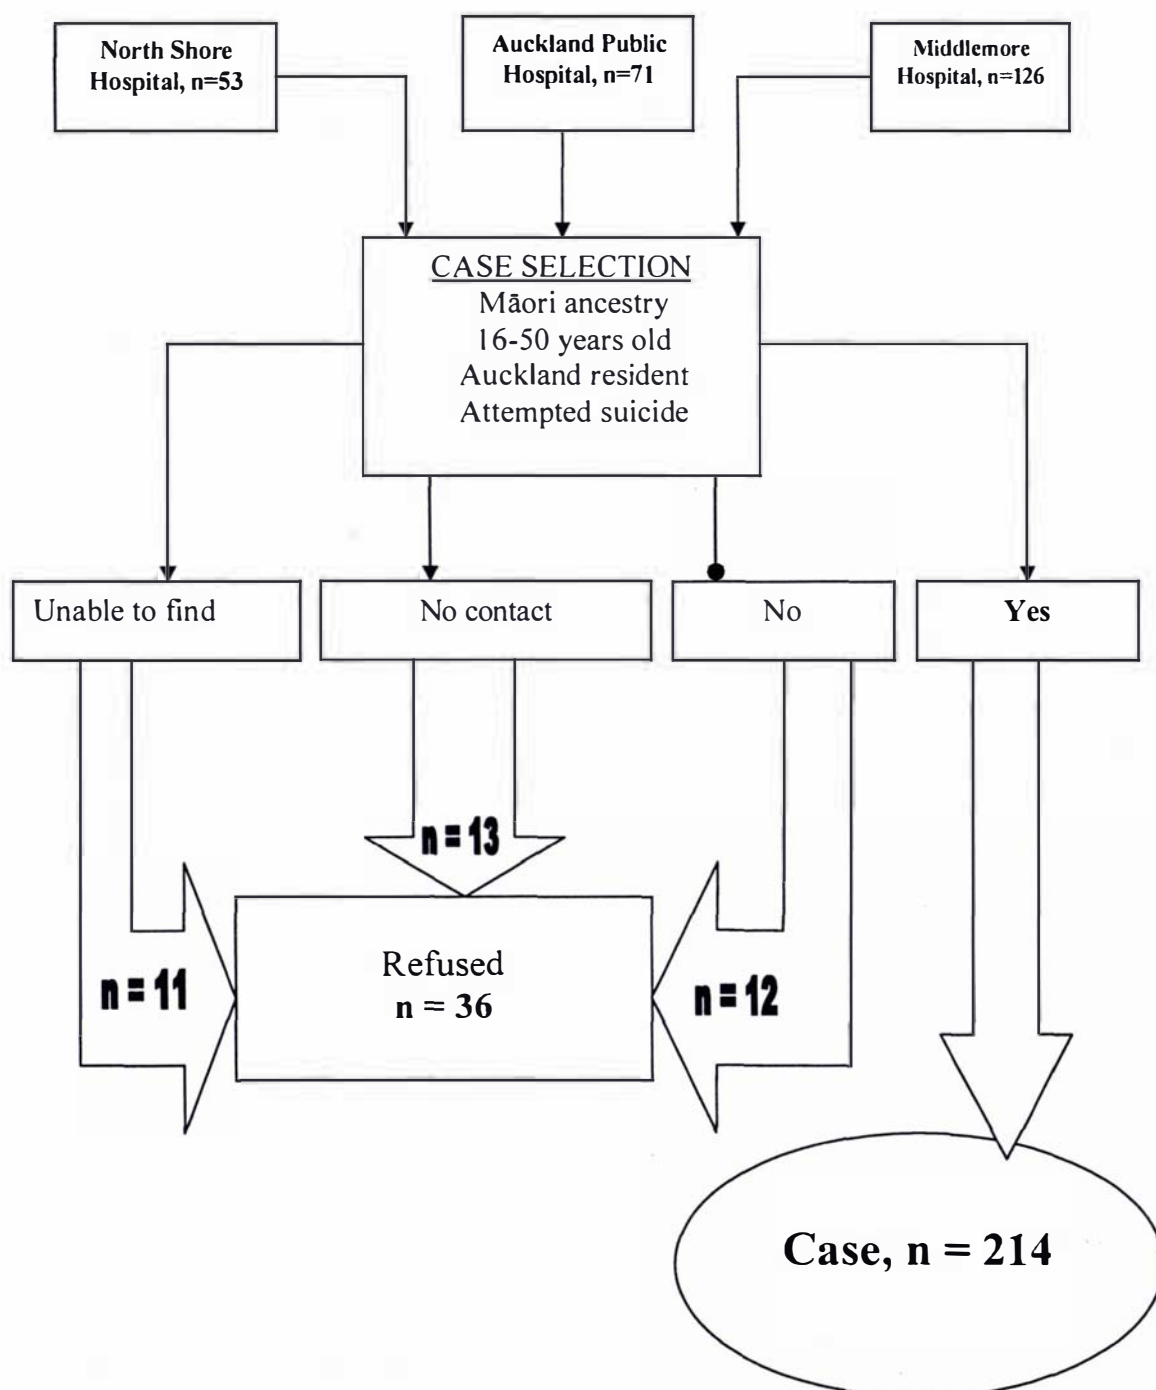 North Shore
Hospital, n=53
Auckland Public
Hospital, n=71
Middlemore
Hospital, n=126
CASE SELECTION
Māori ancestry
16-50 years old
Auckland resident
Attempted suicide
Unable to find
No contact
No
Yes
n = 13
n = 11
Refused
n = 36
n = 12
Case, n = 214